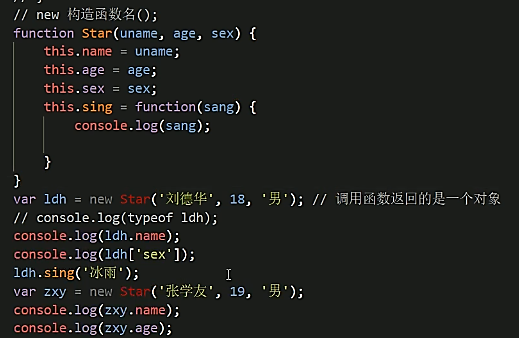 // new 构造函数名();
function Star(uname, age, sex) {
this.name = uname;
this.age = age;
this.sex = sex;
this.sing = function(sang) {
console.log(sang);
}
}
var ldh = new Star('刘德华', 18, '男'); // 调用函数返回的是一个对象
// console.log(typeof ldh);
console.log(ldh.name);
console.log(ldh['sex']);
ldh.sing('冰雨');
var zxy = new Star('张学友', 19, '男');
console.log(zxy.name);
console.log(zxy.age);